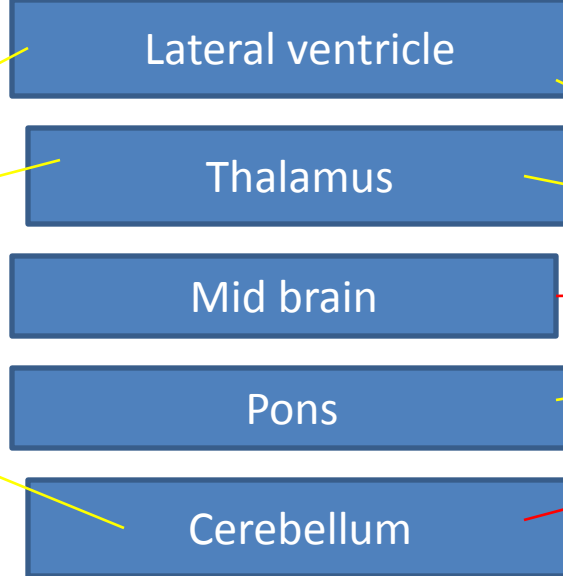 Lateral ventricle
Thalamus
Mid brain
Pons
Cerebellum